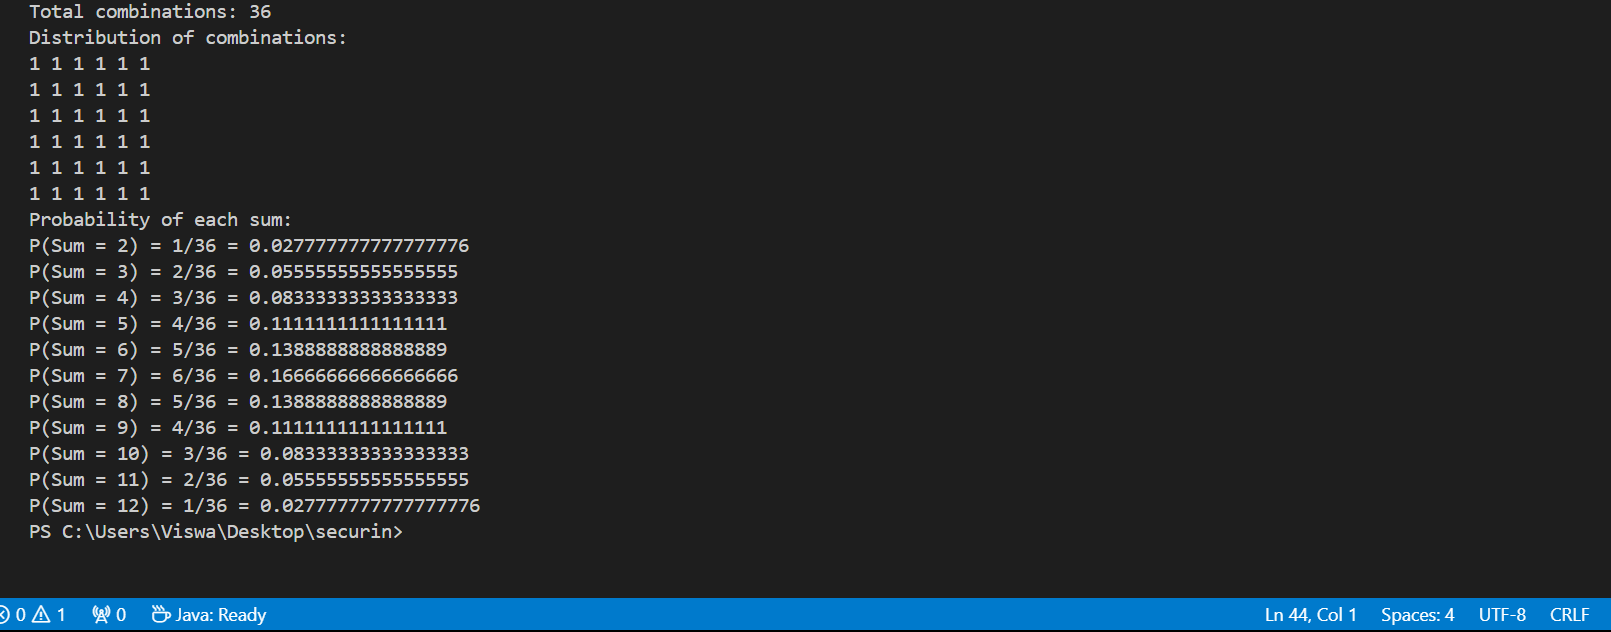 Total combinations: 36
Distribution of combinations:
1 1 1 1 1 1
1 1 1 1 1 1
1 1 1 1 1 1
1 1 1 1 1 1
1 1 1 1 1 1
1 1 1 1 1 1
Probability of each sum:
P(Sum = 2) = 1/36 = 0.027777777777777776
P(Sum = 3) = 2/36 = 0.05555555555555555
P(Sum = 4) = 3/36 = 0.08333333333333333
P(Sum = 5) = 4/36 = 0.1111111111111111
P(Sum = 6) = 5/36 = 0.1388888888888889
P(Sum = 7) = 6/36 = 0.16666666666666666
P(Sum = 8) = 5/36 = 0.1388888888888889
P(Sum = 9) = 4/36 = 0.1111111111111111
P(Sum = 10) = 3/36 = 0.08333333333333333
P(Sum = 11) = 2/36 = 0.05555555555555555
P(Sum = 12) = 1/36 = 0.027777777777777776
PS C:\Users\Viswa\Desktop\securin>
0 1 0 Java: Ready Ln 44, Col 1 Spaces: 4 UTF-8 CRLF